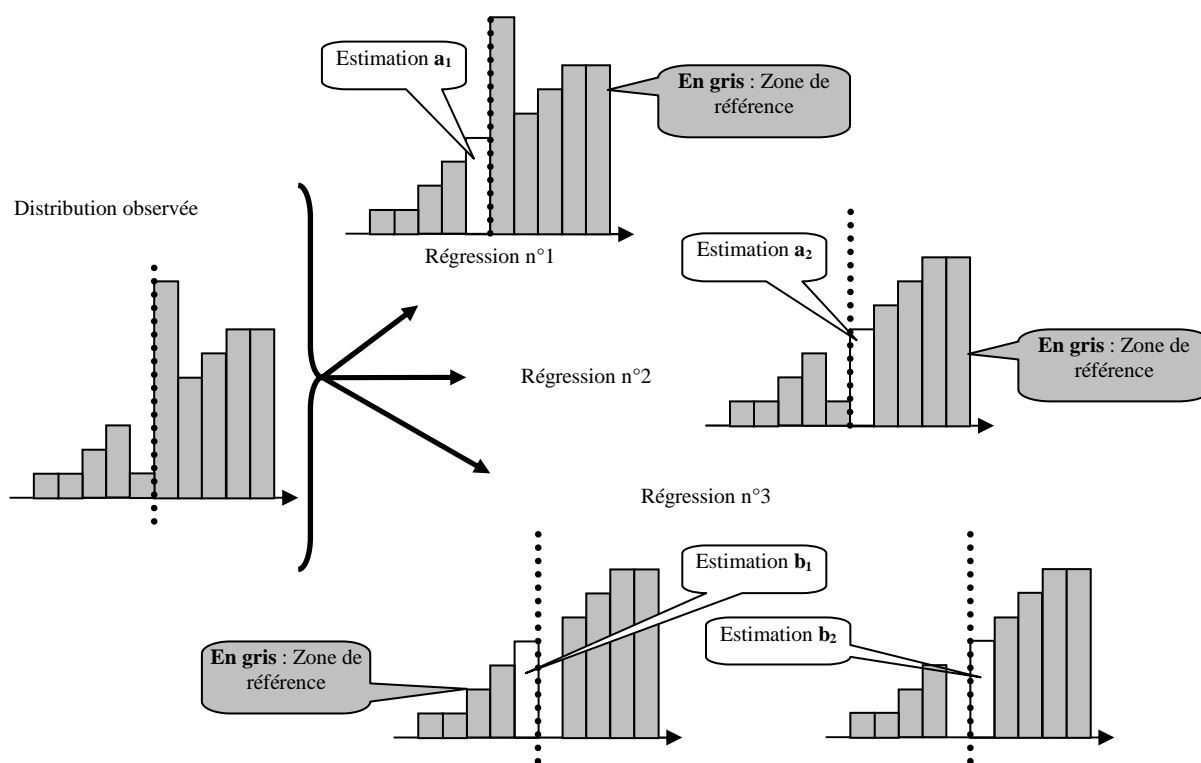 Estimation a1
En gris : Zone de
référence
Distribution observée
Régression n°1
Estimation a2
En gris : Zone de
référence
Régression n°2
Régression n°3
Estimation b1
Estimation b2
En gris : Zone de
référence